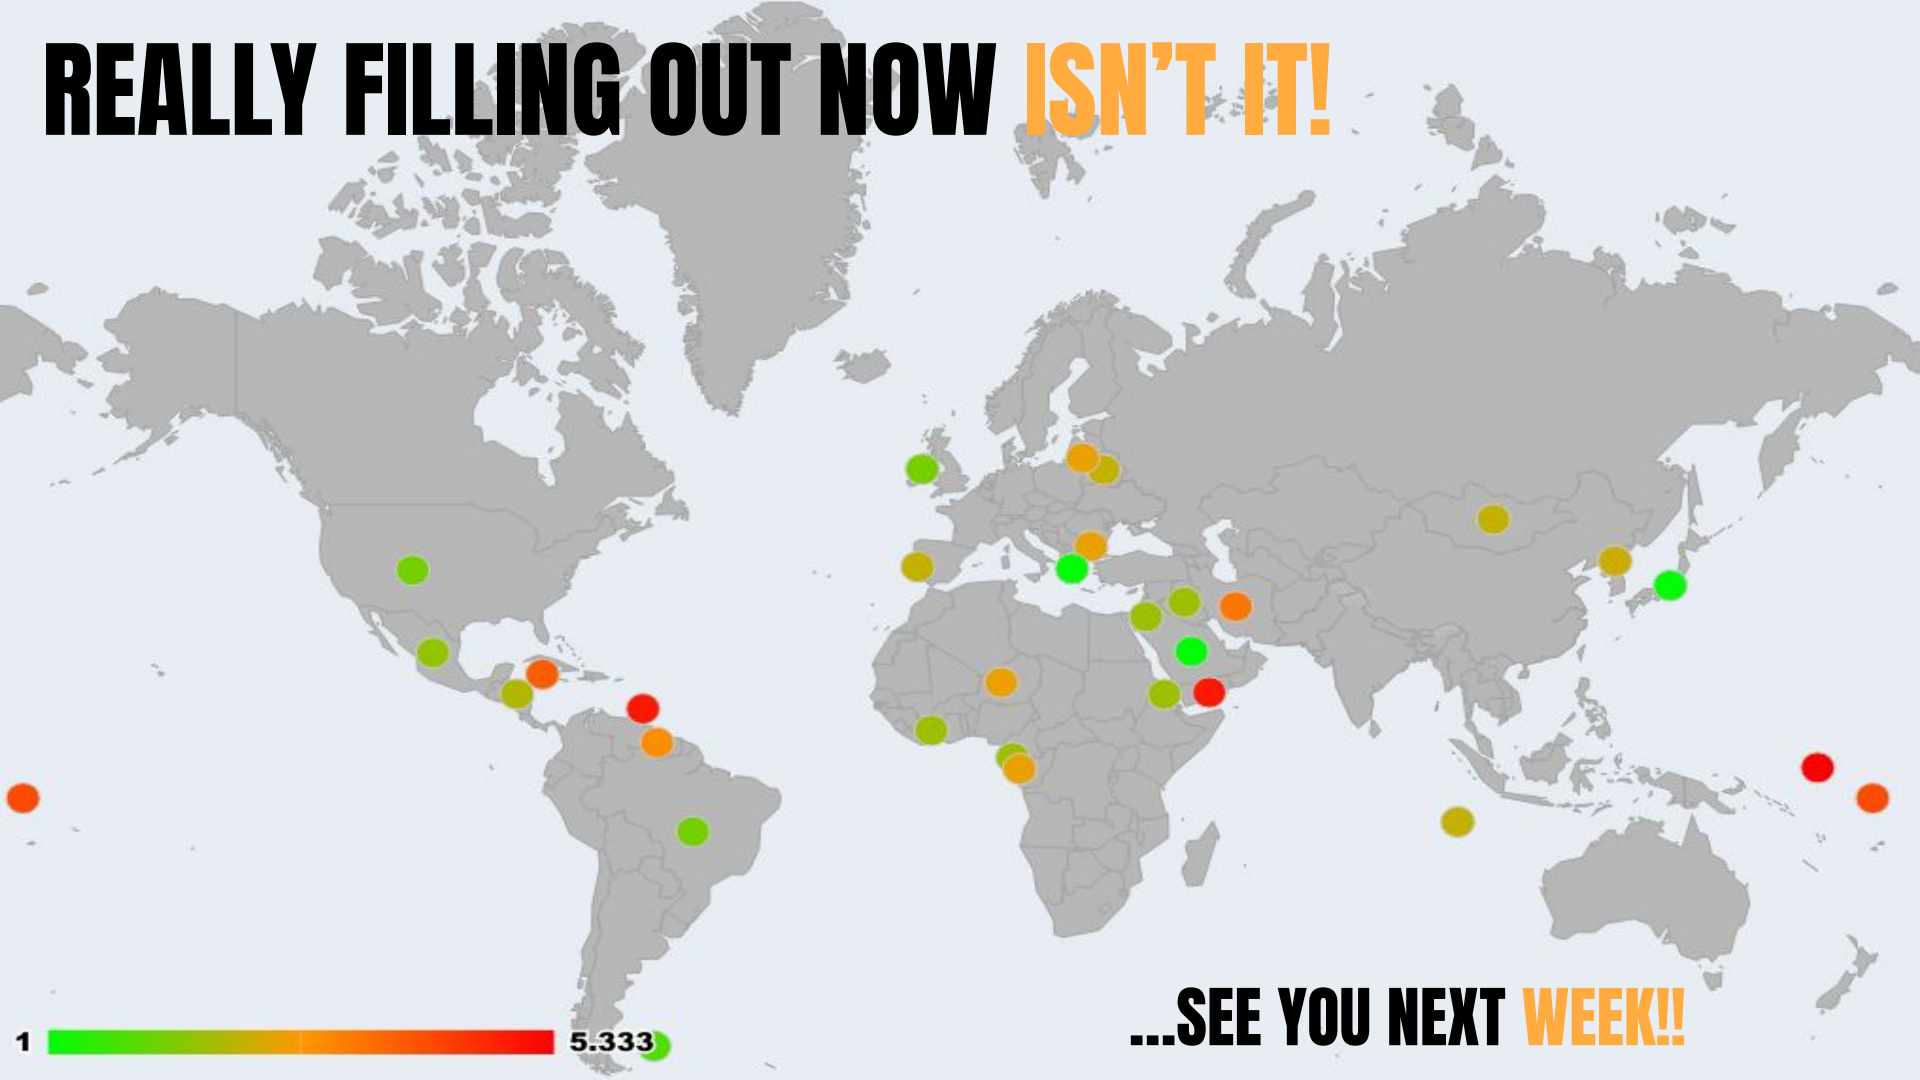 REALLY FILLING OUT NOW ISN'T IT!
1
5.333
...SEE YOU NEXT WEEK!!